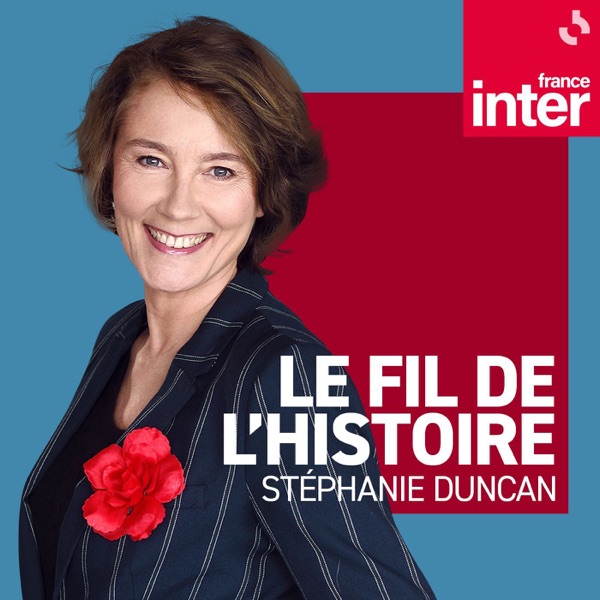 france
inter
LE FIL DE
L'HISTOIRE
STÉPHANIE DUNCAN